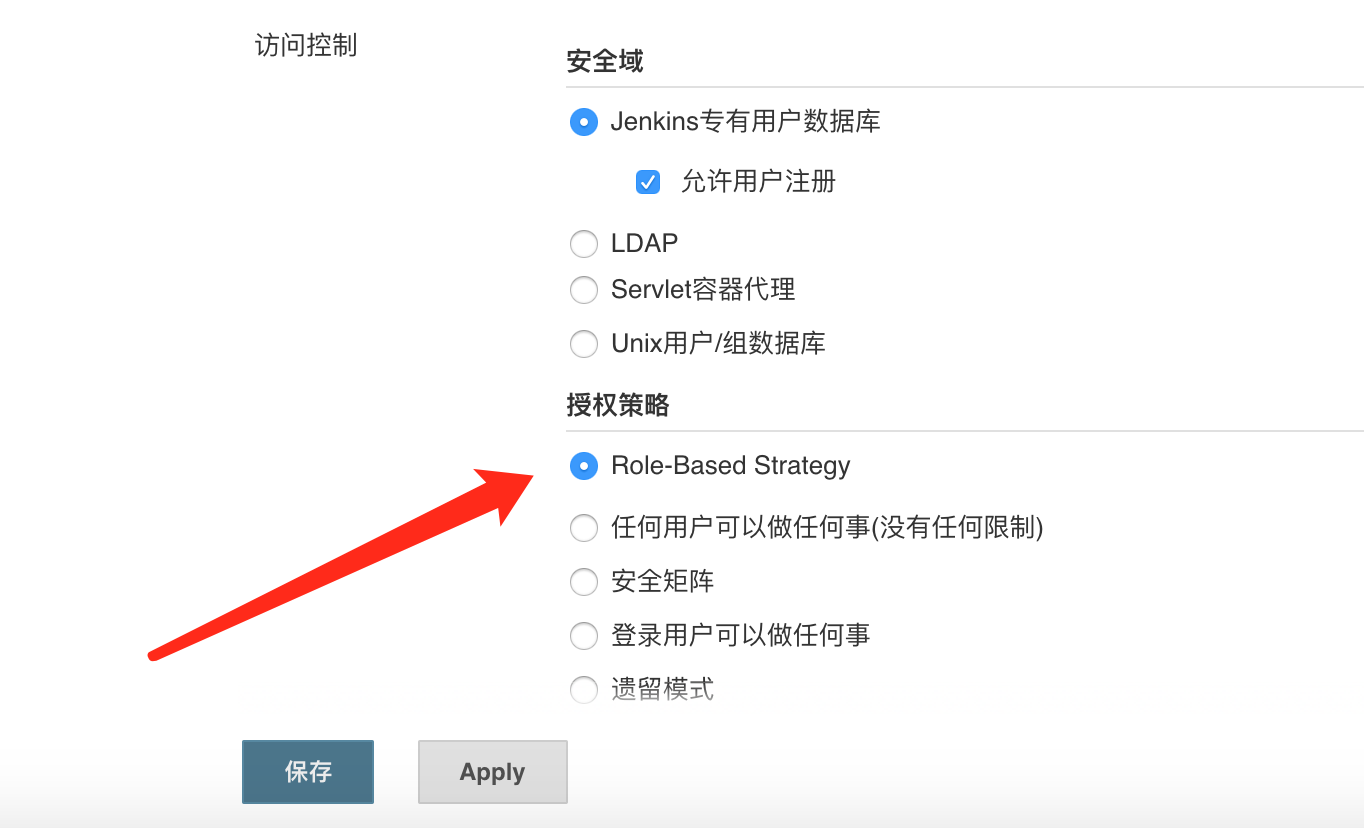 访问控制
安全域
Jenkins专有用户数据库
允许用户注册
LDAP
Servlet容器代理
Unix用户/组数据库
授权策略
Role-Based Strategy
任何用户可以做任何事(没有任何限制)
安全矩阵
登录用户可以做任何事
遗留模式
保存
Apply